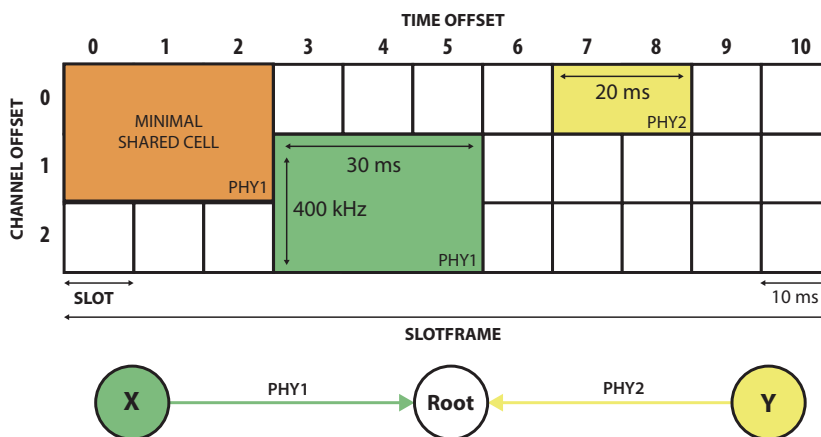 TIME OFFSET
0 1 2 3 4 5 6 7 8 9 10
CHANNEL OFFSET
0
1
2
MINIMAL
SHARED CELL
PHY1
20 ms
PHY2
30 ms
400 kHz
PHY1
SLOT
10 ms
SLOTFRAME
X
PHY1
Root
PHY2
Y